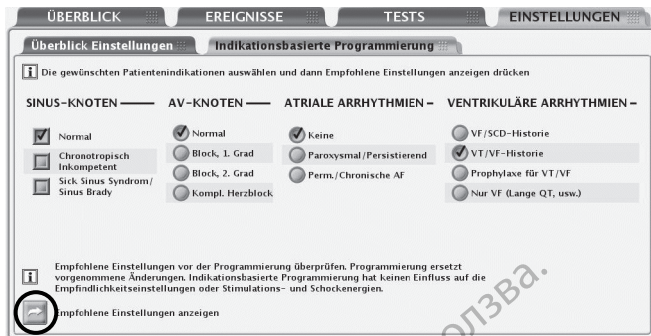 ÜBERBLICK EREIGNISSE TESTS EINSTELLUNGEN
Überblick Einstellungen Indikationsbasierte Programmierung
i Die gewünschten Patientenindikationen auswählen und dann Empfohlene Einstellungen anzeigen drücken
SINUS-KNOTEN AV-KNOTEN ATRIALE ARRHYTHMIEN VENTRIKULÄRE ARRHYTHMIEN
Normal Normal Keine VF/SCD-Historie
Chronotropisch Inkompetent Block, 1. Grad Paroxysmal/Persistierend VT/VF-Historie
Sick Sinus Syndrom/ Sinus Brady Block, 2. Grad Perm./Chronische AF Prophylaxe für VT/VF
Kompl. Herzblock Nur VF (Lange QT, usw.)
i Empfohlene Einstellungen vor der Programmierung überprüfen. Programmierung ersetzt
vorgenommene Änderungen. Indikationsbasierte Programmierung hat keinen Einfluss auf die
Empfindlichkeitseinstellungen oder Stimulations- und Schockenergien.
Empfohlene Einstellungen anzeigen